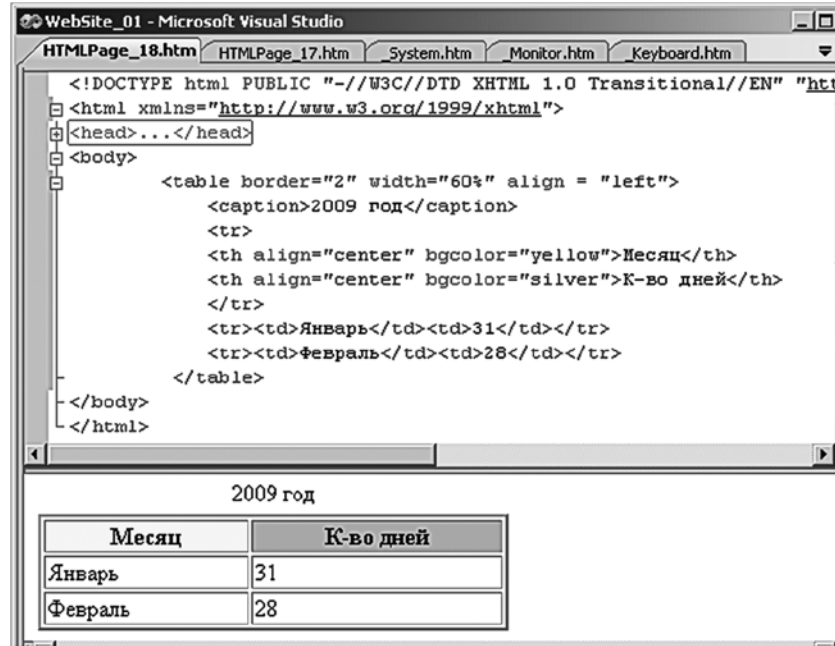 WebSite_01 - Microsoft Visual Studio
HTMLPage_18.htm HTMLPage_17.htm _System.htm _Monitor.htm _Keyboard.htm
<!DOCTYPE html PUBLIC "-//W3C//DTD XHTML 1.0 Transitional//EN" "htt
<html xmlns="http://www.w3.org/1999/xhtml">
<head>...</head>
<body>
<table border="2" width="60%" align = "left">
<caption>2009 год</caption>
<tr>
<th align="center" bgcolor="yellow">Месяц</th>
<th align="center" bgcolor="silver">К-во дней</th>
</tr>
<tr><td>Январь</td><td>31</td></tr>
<tr><td>Февраль</td><td>28</td></tr>
</table>
</body>
</html>
2009 год
Месяц К-во дней
Январь 31
Февраль 28